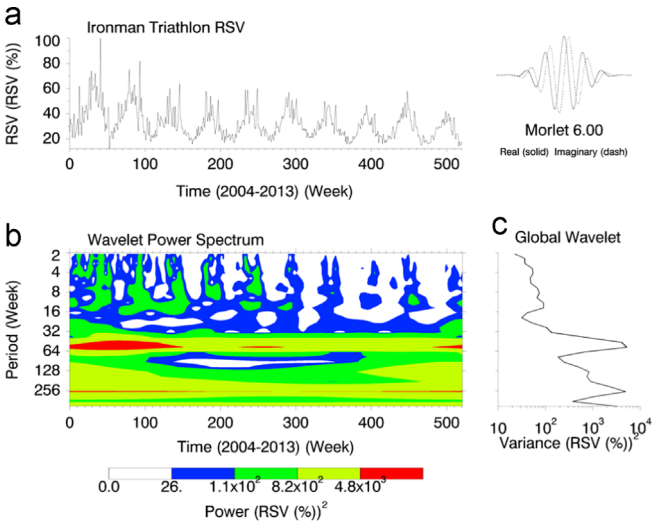 a
Ironman Triathlon RSV
RSV (RSV (%))
100
80
60
40
20
0 100 200 300 400 500
Time (2004-2013) (Week)
Morlet 6.00
Real (solid) Imaginary (dash)
b
Wavelet Power Spectrum
Period (Week)
2
4
8
16
32
64
128
256
0 100 200 300 400 500
Time (2004-2013) (Week)
0.0 26. 1.1x10² 8.2x10² 4.8x10³
Power (RSV (%))²
c
Global Wavelet
10 10² 10³ 10⁴
Variance (RSV (%))²